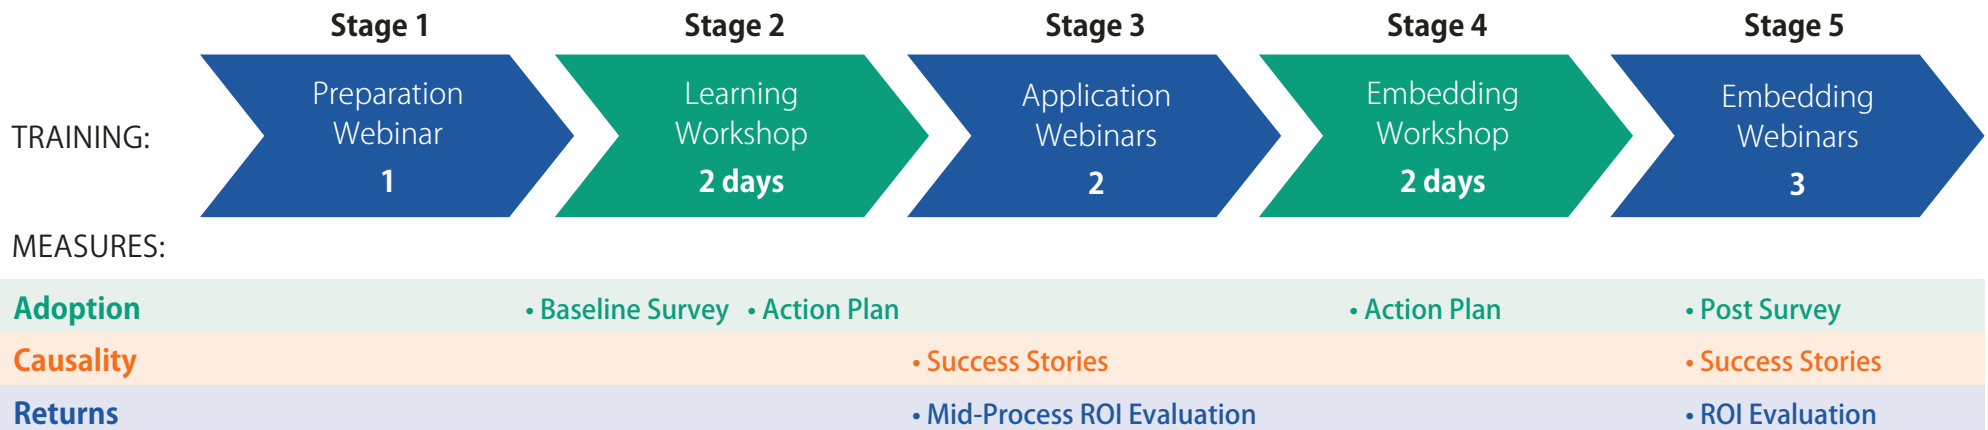 Stage 1
Stage 2
Stage 3
Stage 4
Stage 5
TRAINING:
Preparation
Webinar
1
Learning
Workshop
2 days
Application
Webinars
2
Embedding
Workshop
2 days
Embedding
Webinars
3
MEASURES:
Adoption
• Baseline Survey
• Action Plan
• Action Plan
• Post Survey
Causality
• Success Stories
• Success Stories
Returns
• Mid-Process ROI Evaluation
• ROI Evaluation